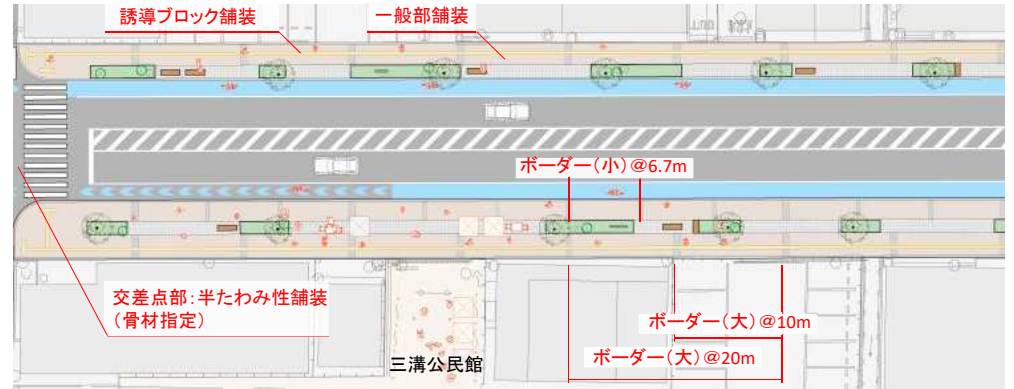 誘導ブロック舗装
一般部舗装
ボーダー(小)@6.7m
交差点部:半たわみ性舗装
(骨材指定)
ボーダー(大)@10m
ボーダー(大)@20m
三溝公民館